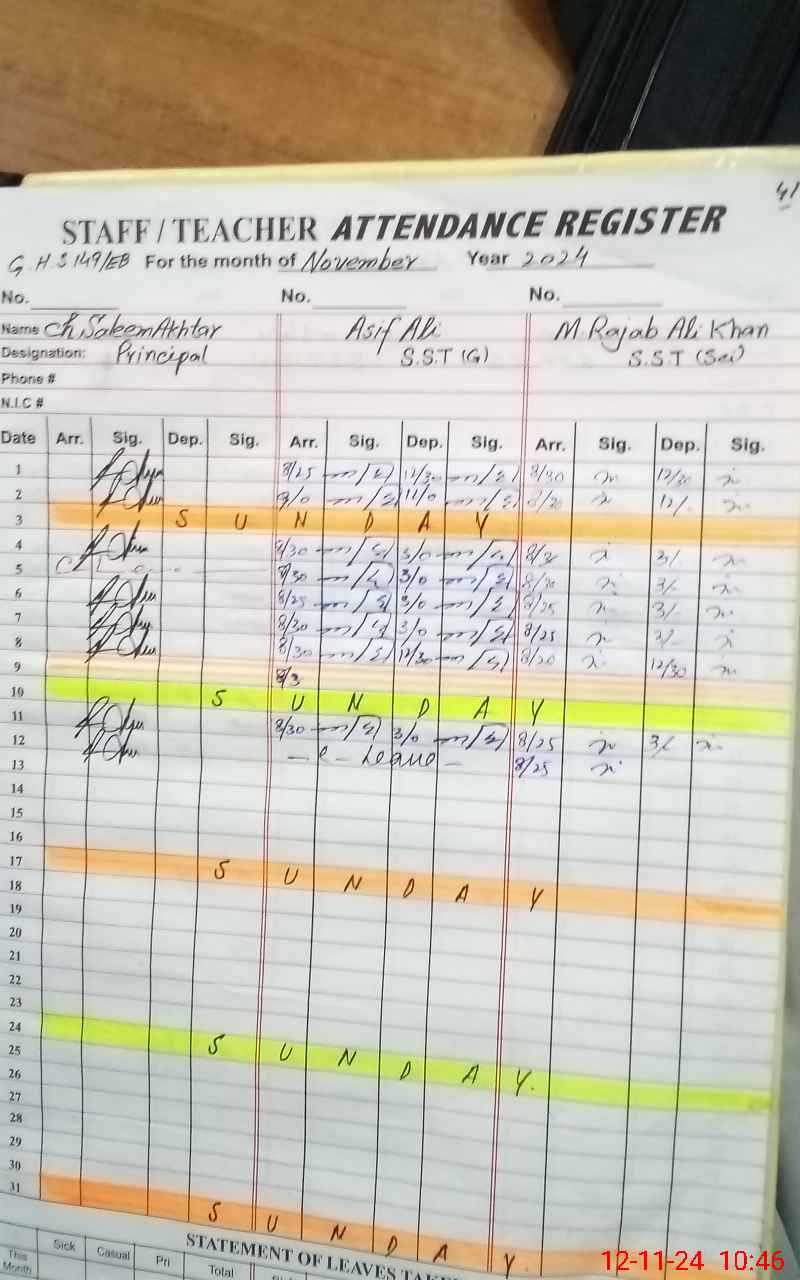 41
STAFF / TEACHER ATTENDANCE REGISTER
G.H.S 149/EB For the month of November Year 2024
No. No. No.
Name Ch Saleem Akhtar Asif Ali M. Rajab Ali Khan
Designation: Principal S.S.T (G) S.S.T (Sci)
Phone #
N.I.C #
Date Arr. Sig. Dep. Sig. Arr. Sig. Dep. Sig. Arr. Sig. Dep. Sig.
1 8/25 12/30 8/30 12/30
2 9/0 11/0 8/20 12/-
3 S U N D A Y
4 8/30 3/0 3/-
5 8/30 3/0 8/20 3/-
6 8/25 3/0 8/25 3/-
7 8/30 3/0 8/25 3/-
8 8/30 12/30 8/20 12/30
9 8/3
10 S U N D A Y
11 8/30 3/0 8/25 3/-
12 Leave 8/25
13
14
15
16
17 S U N D A Y
18
19
20
21
22
23
24 S U N D A Y.
25
26
27
28
29
30
31 S U N D A Y
STATEMENT OF LEAVES
This Month Sick Casual Pri Total
12-11-24 10:46